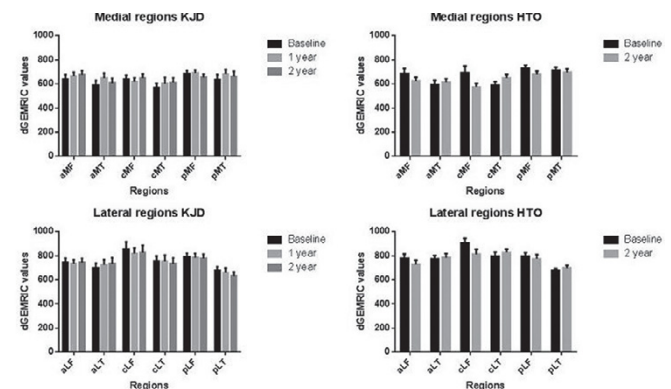 Medial regions KJD
1000
800
600
400
200
0
dGEMRIC values
aMF
aMT
cMF
cMT
pMF
pMT
Regions
Baseline
1 year
2 year
Medial regions HTO
1000
800
600
400
200
0
dGEMRIC values
aMF
aMT
cMF
cMT
pMF
pMT
Regions
Baseline
2 year
Lateral regions KJD
1000
800
600
400
200
0
dGEMRIC values
aLF
aLT
cLF
cLT
pLF
pLT
Regions
Baseline
1 year
2 year
Lateral regions HTO
1000
800
600
400
200
0
dGEMRIC values
aLF
aLT
cLF
cLT
pLF
pLT
Regions
Baseline
2 year